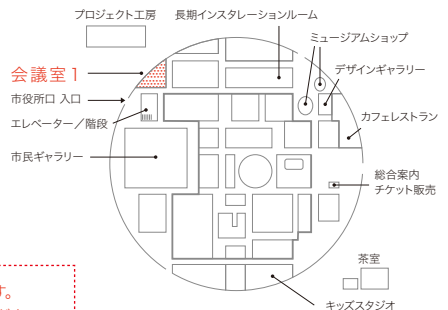 プロジェクト工房
長期インスタレーションルーム
ミュージアムショップ
会議室1
デザインギャラリー
市役所口 入口
エレベーター／階段
カフェレストラン
市民ギャラリー
総合案内
チケット販売
茶室
す。
キッズスタジオ